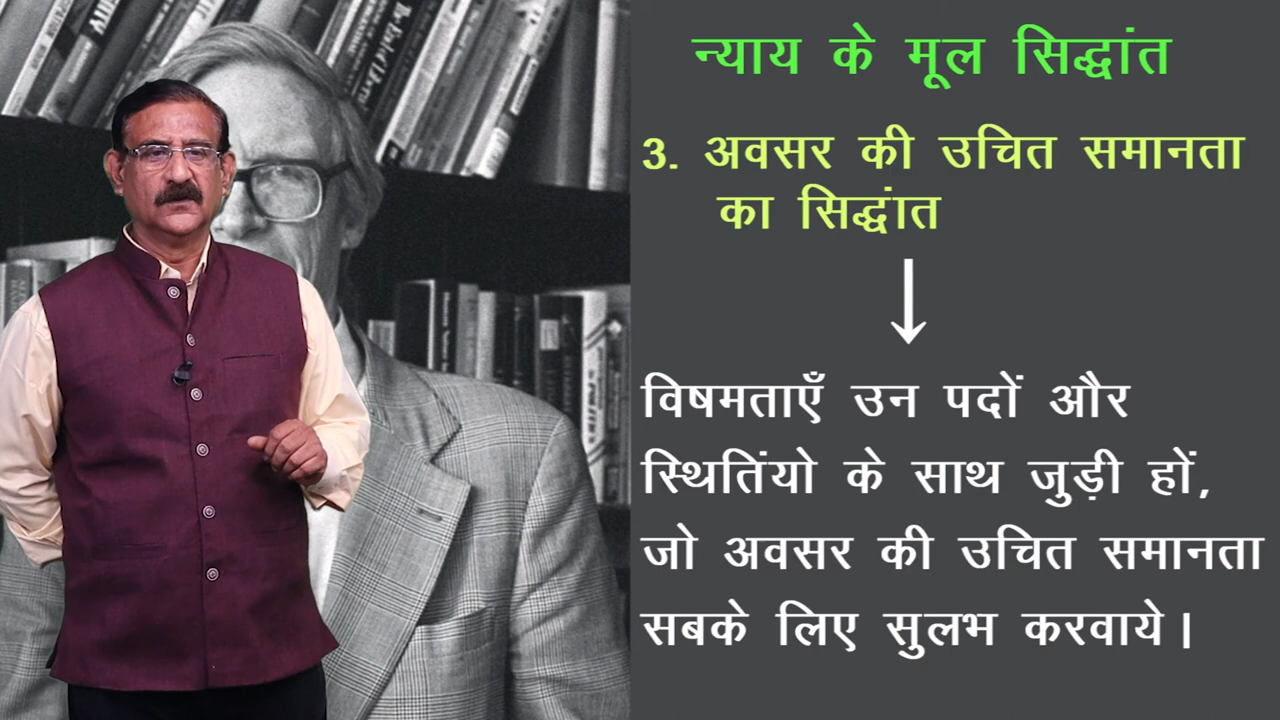 न्याय के मूल सिद्धांत
3. अवसर की उचित समानता
का सिद्धांत
विषमताएँ उन पदों और
स्थितिंयो के साथ जुड़ी हों,
जो अवसर की उचित समानता
सबके लिए सुलभ करवाये।